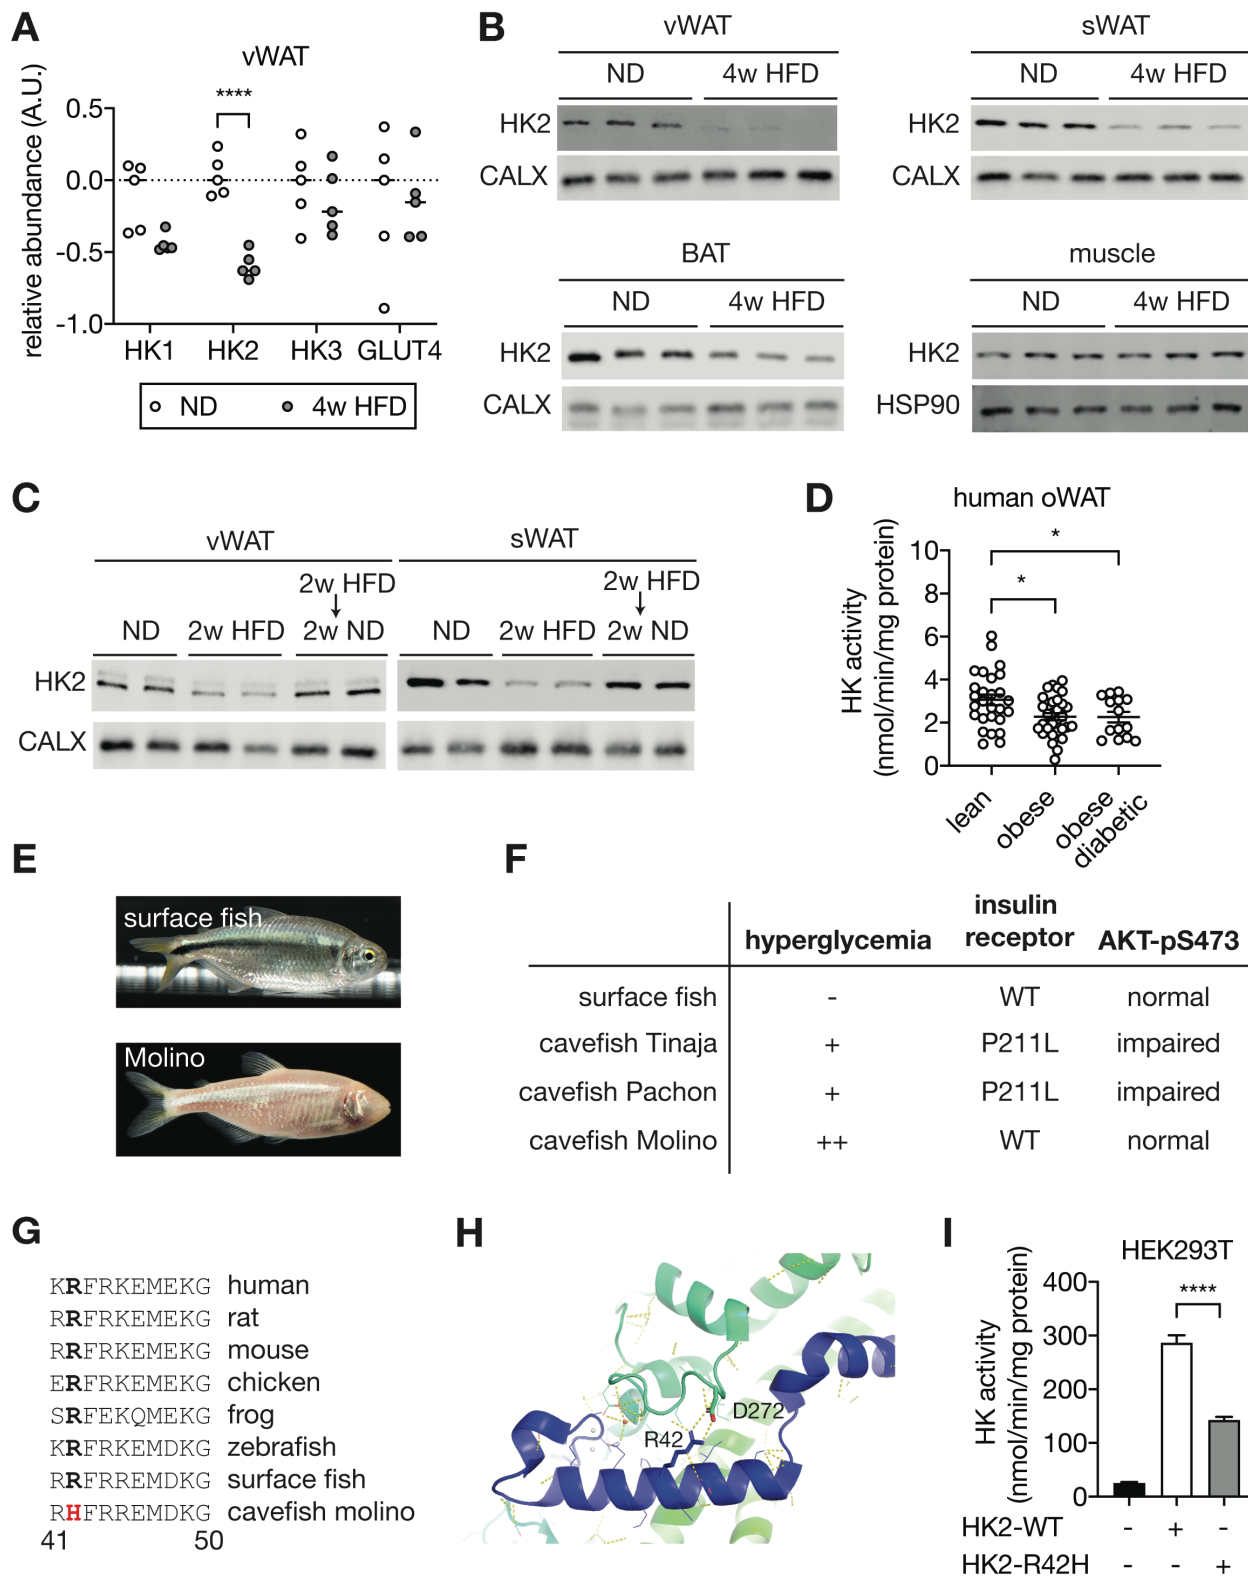 A
vWAT
relative abundance (A.U.)
0.5
0.0
-0.5
-1.0
****
HK1 HK2 HK3 GLUT4
ND 4w HFD
B
vWAT
ND 4w HFD
HK2
CALX
sWAT
ND 4w HFD
HK2
CALX
BAT
ND 4w HFD
HK2
CALX
muscle
ND 4w HFD
HK2
HSP90
C
vWAT
sWAT
2w HFD
2w HFD
ND 2w HFD 2w ND
ND 2w HFD 2w ND
HK2
CALX
D
human oWAT
HK activity
(nmol/min/mg protein)
10
8
6
4
2
0
*
*
lean
obese
obese
diabetic
E
surface fish
Molino
F
hyperglycemia
insulin
receptor
AKT-pS473
surface fish - WT normal
cavefish Tinaja + P211L impaired
cavefish Pachon + P211L impaired
cavefish Molino ++ WT normal
G
KRFRKEMEKG human
RRFRKEMEKG rat
RRFRKEMEKG mouse
ERFRKEMEKG chicken
SRFEKQMEKG frog
KRFRKEMDKG zebrafish
RRFRREMDKG surface fish
RHFRREMDKG cavefish molino
41 50
H
D272
R42
I
HEK293T
HK activity
(nmol/min/mg protein)
400
300
200
100
0
****
HK2-WT - + -
HK2-R42H - - +